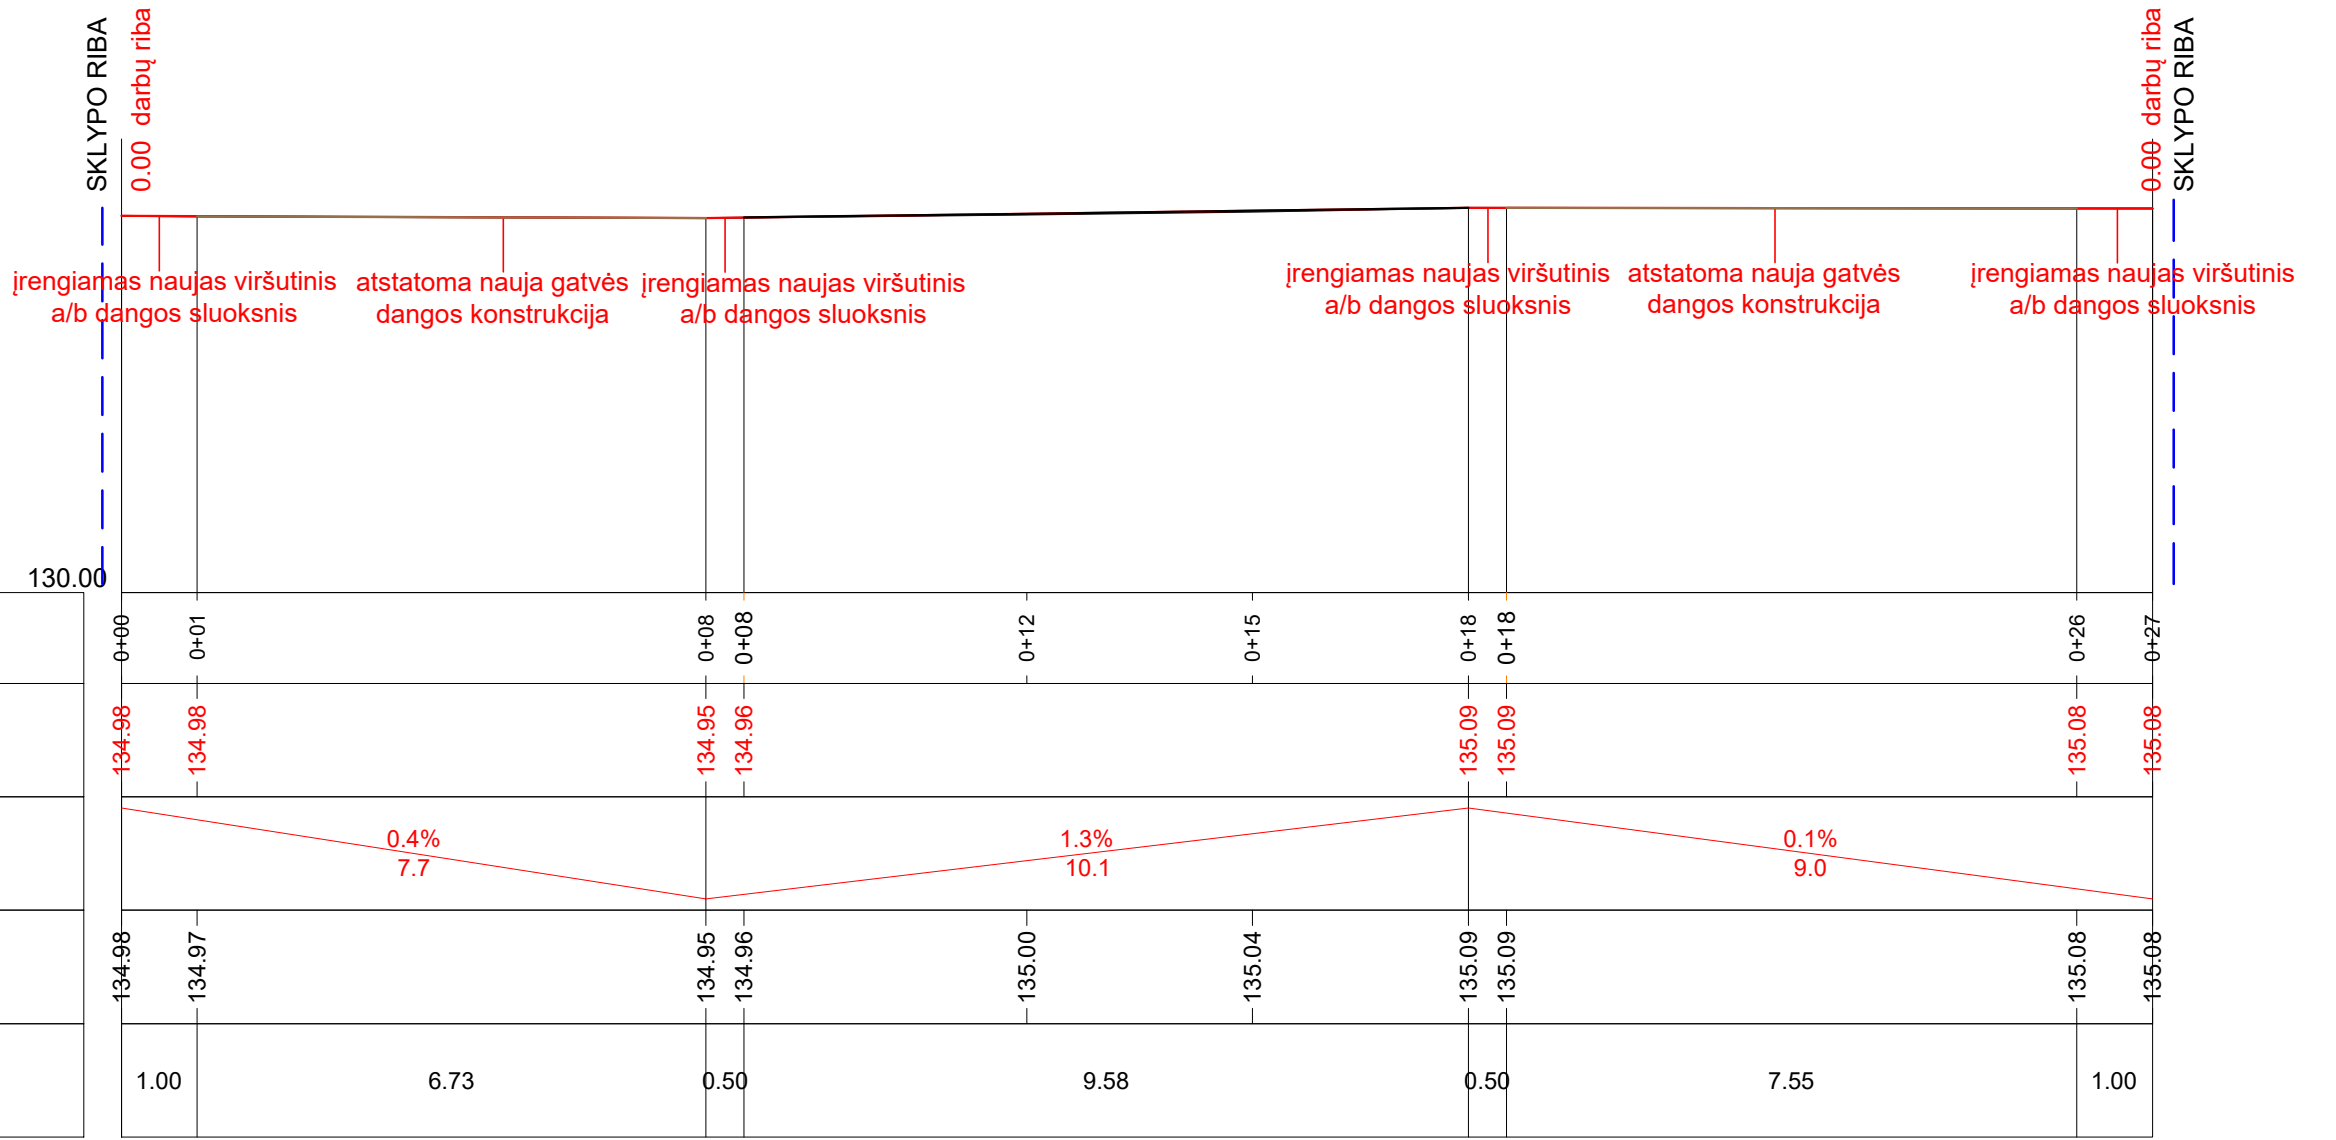 SKLYPO RIBA
0.00 darbų riba
0.00 darbų riba
SKLYPO RIBA
įrengiamas naujas viršutinis
a/b dangos sluoksnis
atstatoma nauja gatvės
dangos konstrukcija
įrengiamas naujas viršutinis
a/b dangos sluoksnis
įrengiamas naujas viršutinis
a/b dangos sluoksnis
atstatoma nauja gatvės
dangos konstrukcija
įrengiamas naujas viršutinis
a/b dangos sluoksnis
130.00
0+00 0+01 0+08 0+08 0+12 0+15 0+18 0+18 0+26 0+27
134.98 134.98 134.95 134.96 135.09 135.09 135.08 135.08
0.4% 1.3% 0.1%
7.7 10.1 9.0
134.98 134.97 134.95 134.96 135.00 135.04 135.09 135.09 135.08 135.08
1.00 6.73 0.50 9.58 0.50 7.55 1.00